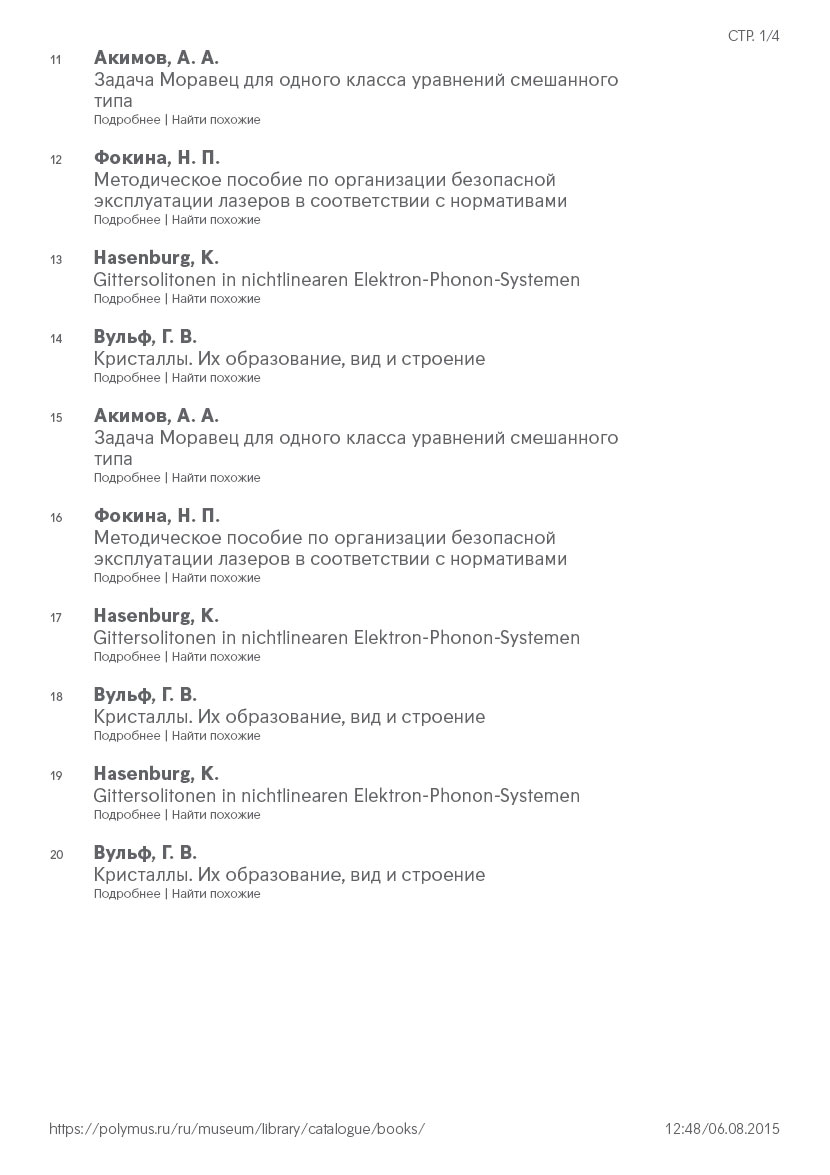 СТР. 1/4
11 Акимов, А. А.
Задача Моравец для одного класса уравнений смешанного
типа
Подробнее | Найти похожие
12 Фокина, Н. П.
Методическое пособие по организации безопасной
эксплуатации лазеров в соответствии с нормативами
Подробнее | Найти похожие
13 Hasenburg, K.
Gittersolitonen in nichtlinearen Elektron-Phonon-Systemen
Подробнее | Найти похожие
14 Вульф, Г. В.
Кристаллы. Их образование, вид и строение
Подробнее | Найти похожие
15 Акимов, А. А.
Задача Моравец для одного класса уравнений смешанного
типа
Подробнее | Найти похожие
16 Фокина, Н. П.
Методическое пособие по организации безопасной
эксплуатации лазеров в соответствии с нормативами
Подробнее | Найти похожие
17 Hasenburg, K.
Gittersolitonen in nichtlinearen Elektron-Phonon-Systemen
Подробнее | Найти похожие
18 Вульф, Г. В.
Кристаллы. Их образование, вид и строение
Подробнее | Найти похожие
19 Hasenburg, K.
Gittersolitonen in nichtlinearen Elektron-Phonon-Systemen
Подробнее | Найти похожие
20 Вульф, Г. В.
Кристаллы. Их образование, вид и строение
Подробнее | Найти похожие
https://polymus.ru/ru/museum/library/catalogue/books/ 12:48/06.08.2015